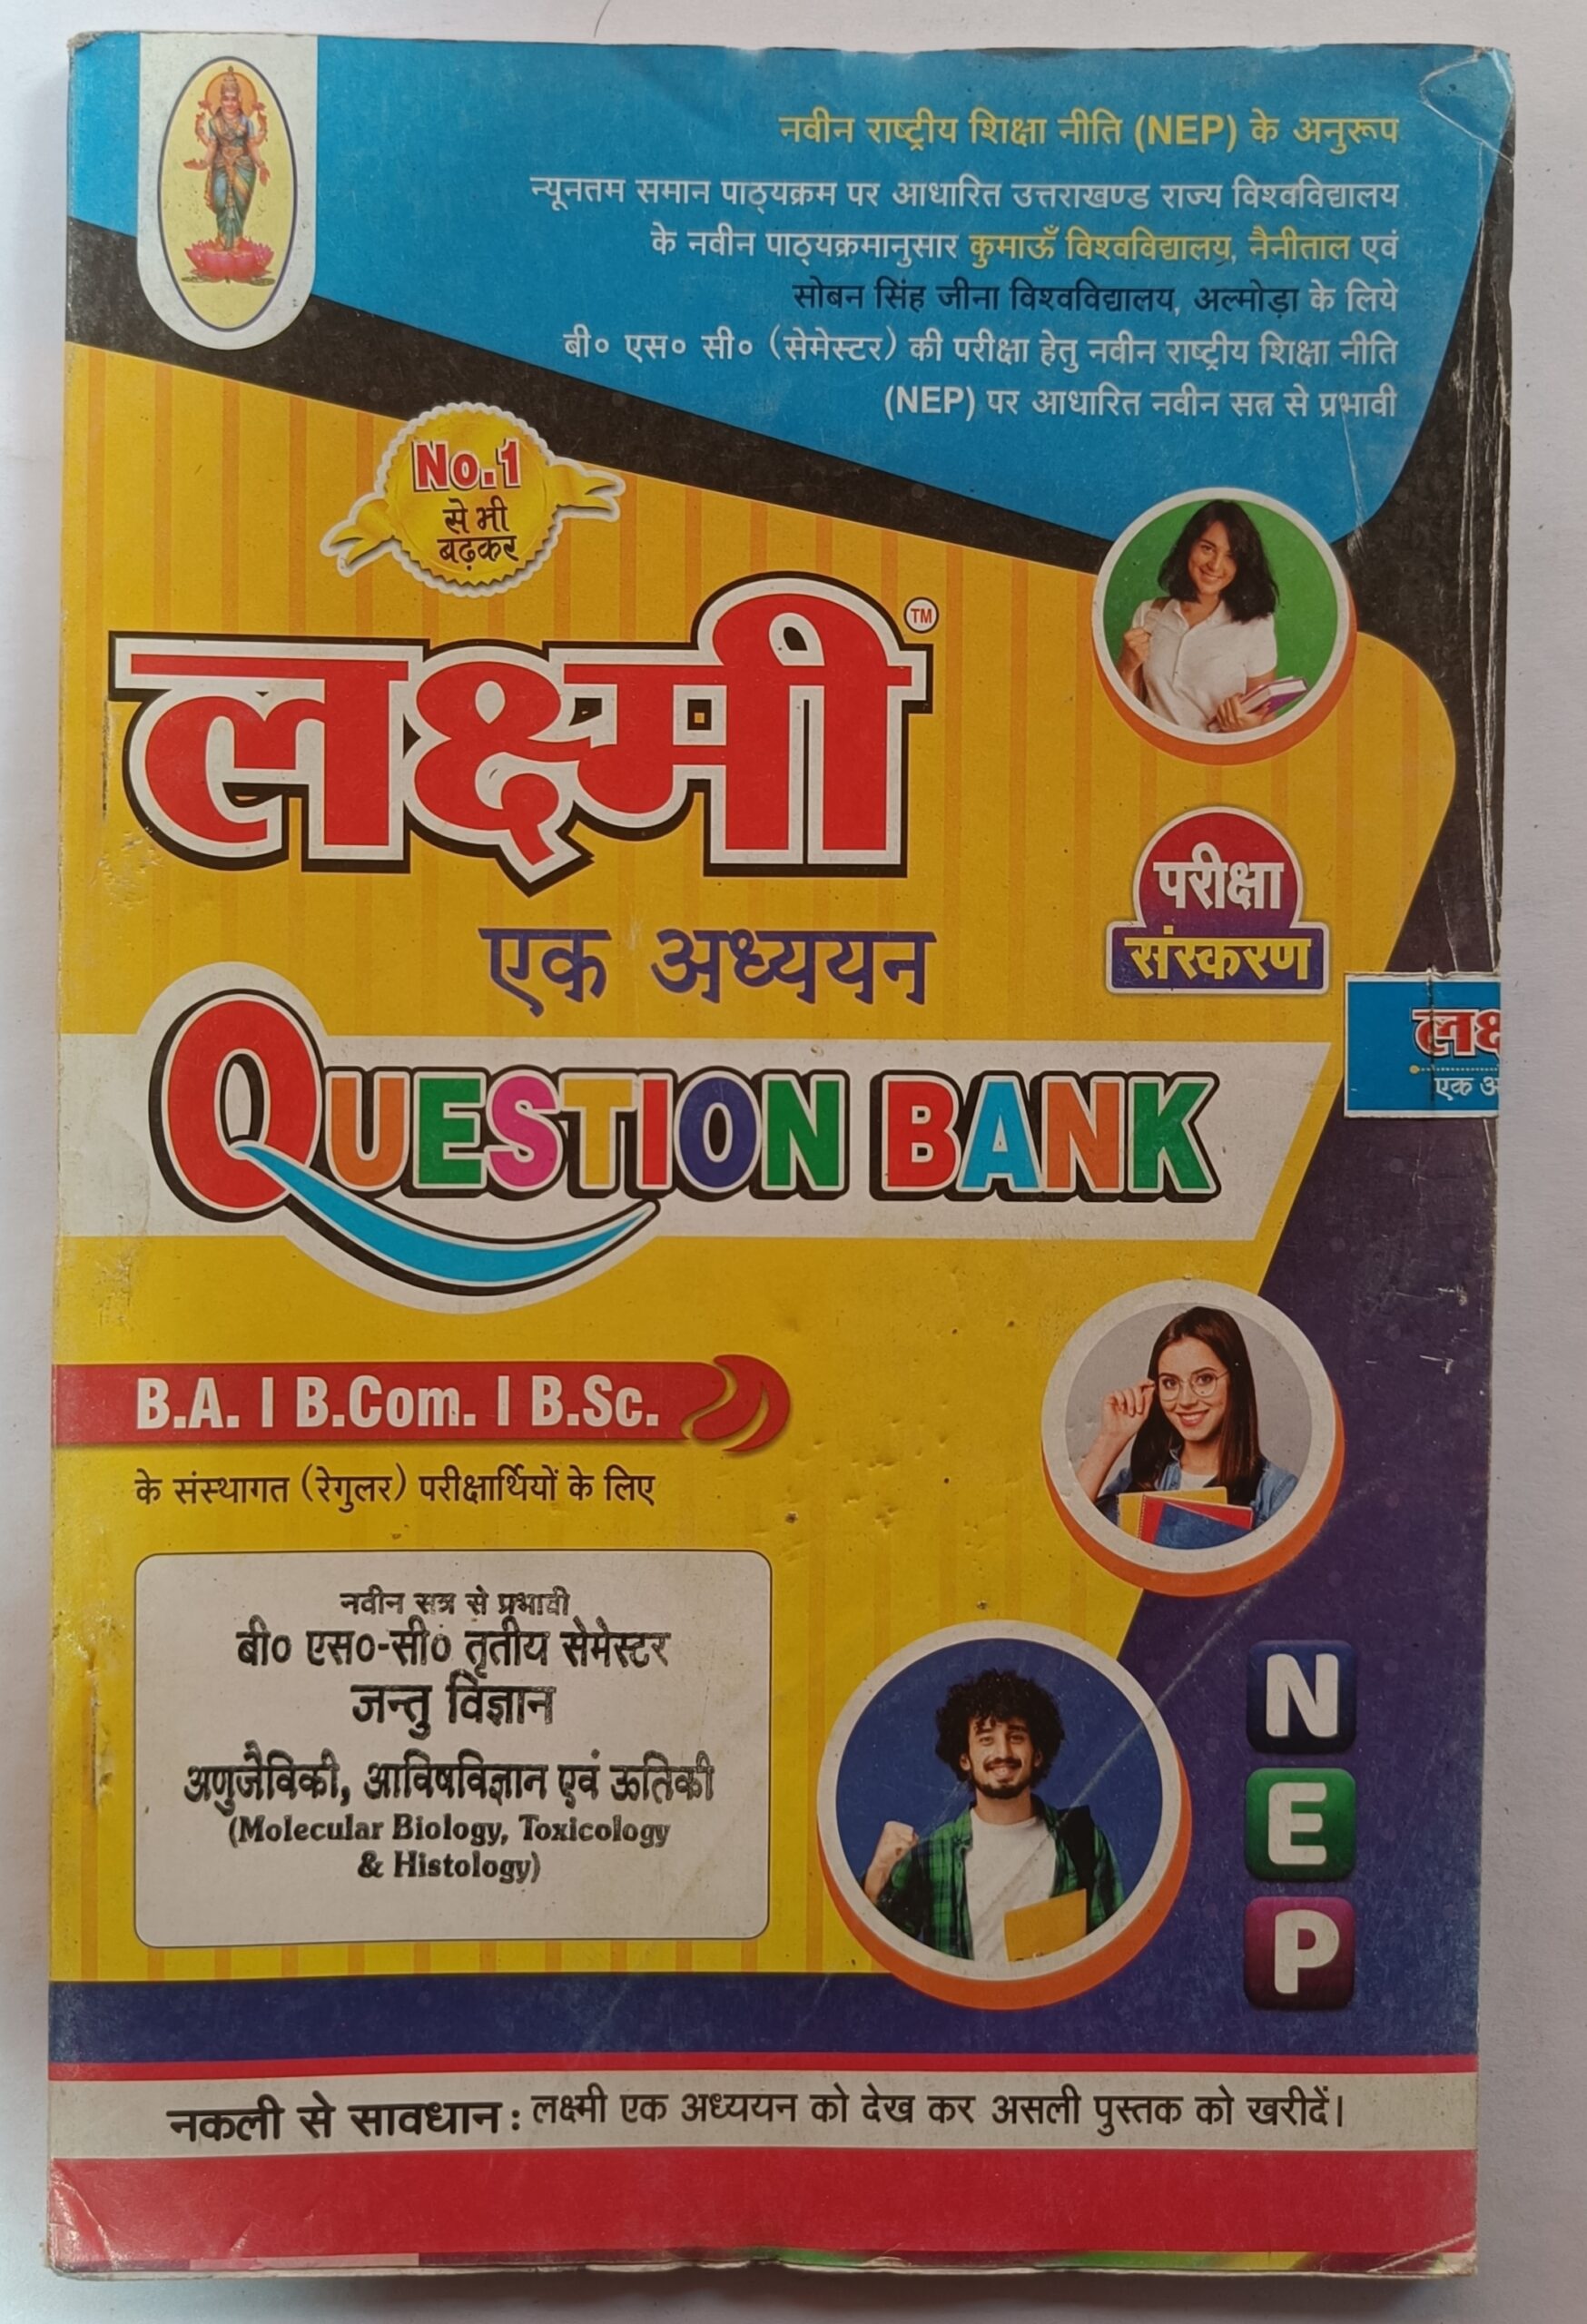 नवीन राष्ट्रीय शिक्षा नीति (NEP) के अनुरूप
न्यूनतम समान पाठ्यक्रम पर आधारित उत्तराखण्ड राज्य विश्वविद्यालय
के नवीन पाठ्यक्रमानुसार कुमाऊँ विश्वविद्यालय, नैनीताल एवं
सोबन सिंह जीना विश्वविद्यालय, अल्मोड़ा के लिये
बी० एस० सी० (सेमेस्टर) की परीक्षा हेतु नवीन राष्ट्रीय शिक्षा नीति
(NEP) पर आधारित नवीन सत्र से प्रभावी
No.1
से भी
बढ़कर
लक्ष्मी
TM
एक अध्ययन
परीक्षा
संस्करण
लक्ष
एक अ
QUESTION BANK
B.A. | B.Com. | B.Sc.
के संस्थागत (रेगुलर) परीक्षार्थियों के लिए
नवीन सत्र से प्रभावी
बी० एस०-सी० तृतीय सेमेस्टर
जन्तु विज्ञान
अणुजैविकी, आविषविज्ञान एवं ऊतिकी
(Molecular Biology, Toxicology
& Histology)
N
E
P
नकली से सावधान : लक्ष्मी एक अध्ययन को देख कर असली पुस्तक को खरीदें।